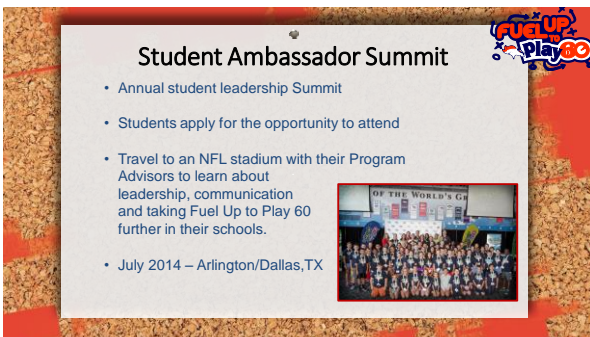 FUEL UP
TO
Play 60
Student Ambassador Summit
• Annual student leadership Summit
• Students apply for the opportunity to attend
• Travel to an NFL stadium with their Program
Advisors to learn about
leadership, communication
and taking Fuel Up to Play 60
further in their schools.
OF THE WORLD'S GR
• July 2014 – Arlington/Dallas,TX